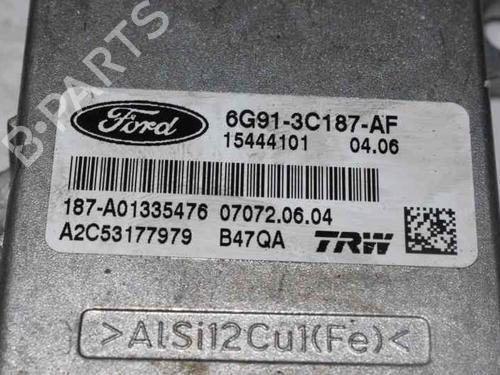 Ford 6G91-3C187-AF
15444101 04.06
187-A01335476 07072.06.04
A2C53177979 B47QA TRW
>AlSi12Cu1(Fe)<
B-PARTS